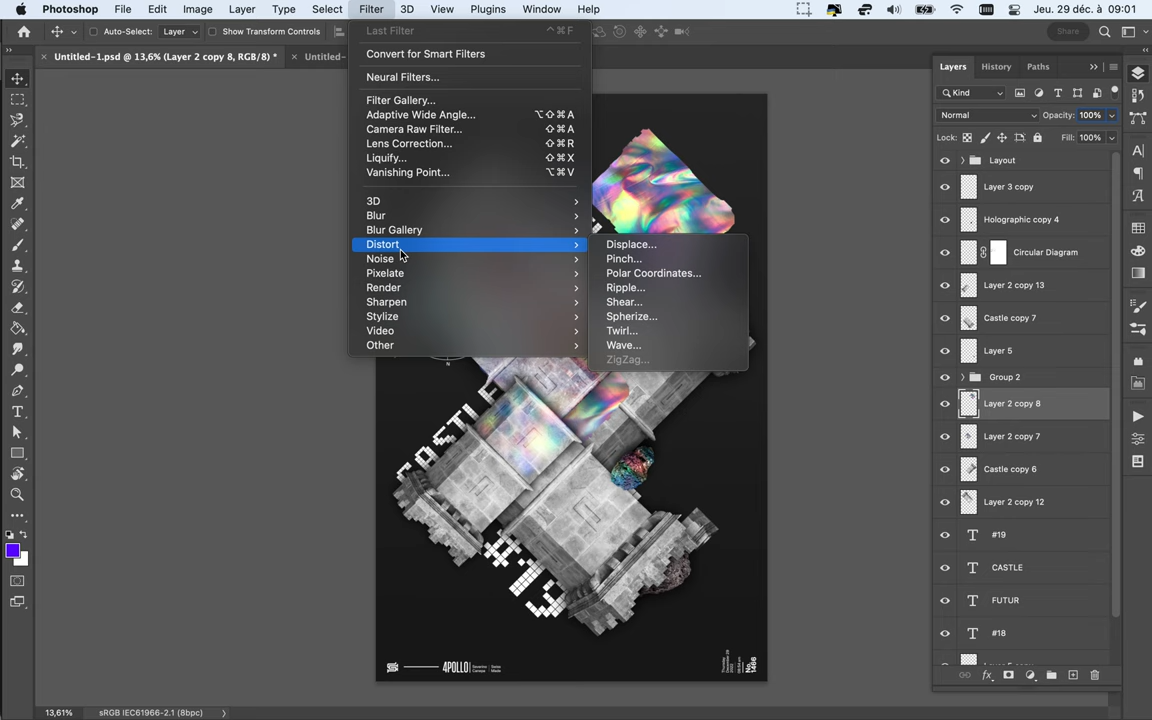 Photoshop File Edit Image Layer Type Select Filter 3D View Plugins Window Help Jeu. 29 déc. à 09:01
Auto-Select: Layer Show Transform Controls Share
Untitled-1.psd @ 13,6% (Layer 2 copy 8, RGB/8) * Untitled-
Last Filter ⌃⌘F
Convert for Smart Filters
Neural Filters...
Filter Gallery...
Adaptive Wide Angle... ⌥⇧⌘A
Camera Raw Filter... ⇧⌘A
Lens Correction... ⇧⌘R
Liquify... ⇧⌘X
Vanishing Point... ⌥⌘V
3D
Blur
Blur Gallery
Distort
Noise
Pixelate
Render
Sharpen
Stylize
Video
Other
Displace...
Pinch...
Polar Coordinates...
Ripple...
Shear...
Spherize...
Twirl...
Wave...
ZigZag...
Layers History Paths
Kind
Normal Opacity: 100%
Lock: Fill: 100%
Layout
Layer 3 copy
Holographic copy 4
Circular Diagram
Layer 2 copy 13
Castle copy 7
Layer 5
Group 2
Layer 2 copy 8
Layer 2 copy 7
Castle copy 6
Layer 2 copy 12
#19
CASTLE
FUTUR
#18
N
CASTLE
#19
4POLLO
No.
1466
13,61% sRGB IEC61966-2.1 (8bpc)